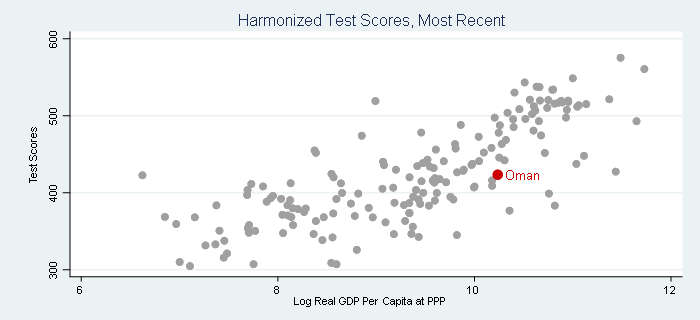 Harmonized Test Scores, Most Recent
600
500
400
300
Test Scores
Oman
6
8
10
12
Log Real GDP Per Capita at PPP